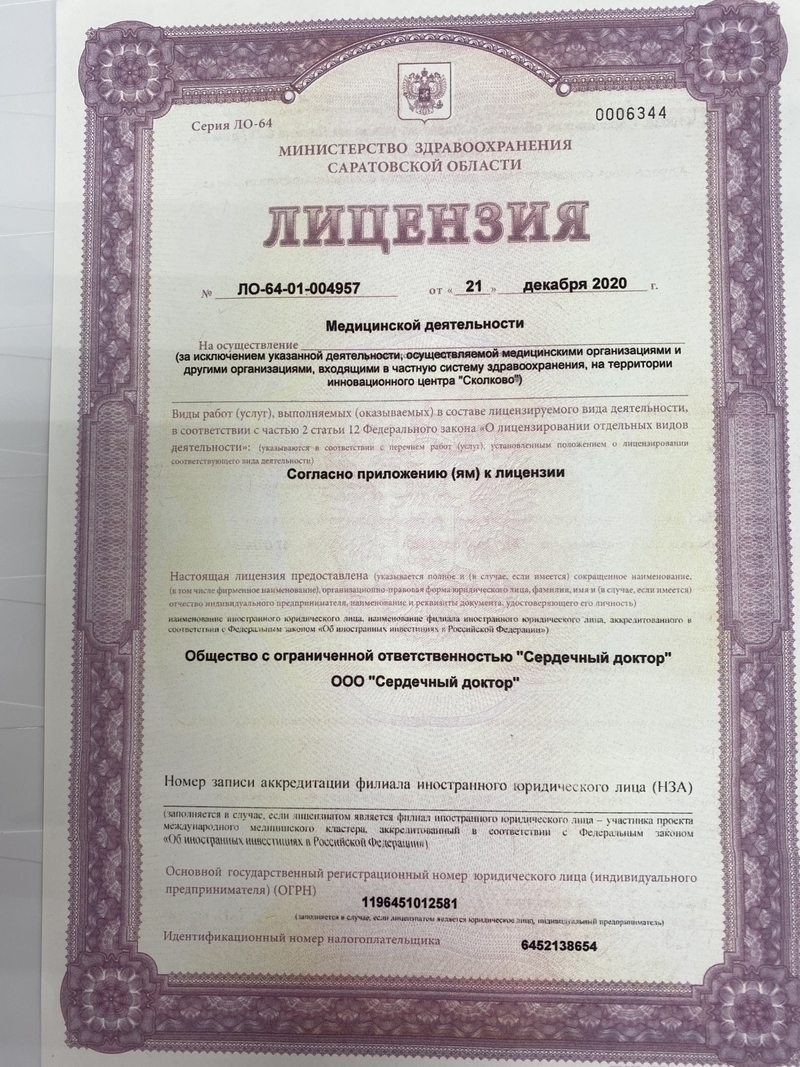 Серия ЛО-64
0006344
МИНИСТЕРСТВО ЗДРАВООХРАНЕНИЯ
САРАТОВСКОЙ ОБЛАСТИ
ЛИЦЕНЗИЯ
№ ЛО-64-01-004957 от « 21 » декабря 2020 г.
Медицинской деятельности
На осуществление
(за исключением указанной деятельности, осуществляемой медицинскими организациями и
другими организациями, входящими в частную систему здравоохранения, на территории
инновационного центра "Сколково")
Виды работ (услуг), выполняемых (оказываемых) в составе лицензируемого вида деятельности,
в соответствии с частью 2 статьи 12 Федерального закона «О лицензировании отдельных видов
деятельности»: (указываются в соответствии с перечнем работ (услуг), установленным положением о лицензировании
соответствующего вида деятельности)
Согласно приложению (ям) к лицензии
Настоящая лицензия предоставлена (указывается полное и (в случае, если имеется) сокращенное наименование,
(в том числе фирменное наименование), организационно-правовая форма юридического лица, фамилия, имя и (в случае, если имеется)
отчество индивидуального предпринимателя, наименование и реквизиты документа, удостоверяющего его личность)
наименование иностранного юридического лица, наименование филиала иностранного юридического лица, аккредитованного в
соответствии с Федеральным законом «Об иностранных инвестициях в Российской Федерации»)
Общество с ограниченной ответственностью "Сердечный доктор"
ООО "Сердечный доктор"
Номер записи аккредитации филиала иностранного юридического лица (НЗА)
(заполняется в случае, если лицензиатом является филиал иностранного юридического лица – участника проекта
международного медицинского кластера, аккредитованный в соответствии с Федеральным законом
«Об иностранных инвестициях в Российской Федерации»)
Основной государственный регистрационный номер юридического лица (индивидуального
предпринимателя) (ОГРН)
1196451012581
(заполняется в случае, если лицензиатом является юридическое лицо, индивидуальный предприниматель)
Идентификационный номер налогоплательщика 6452138654